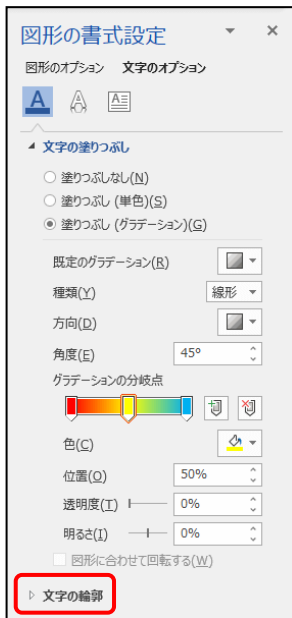 図形の書式設定
図形のオプション 文字のオプション
文字の塗りつぶし
塗りつぶしなし(N)
塗りつぶし (単色)(S)
塗りつぶし (グラデーション)(G)
既定のグラデーション(R)
種類(Y) 線形
方向(D)
角度(E) 45°
グラデーションの分岐点
色(C)
位置(O) 50%
透明度(T) 0%
明るさ(I) 0%
図形に合わせて回転する(W)
文字の輪郭